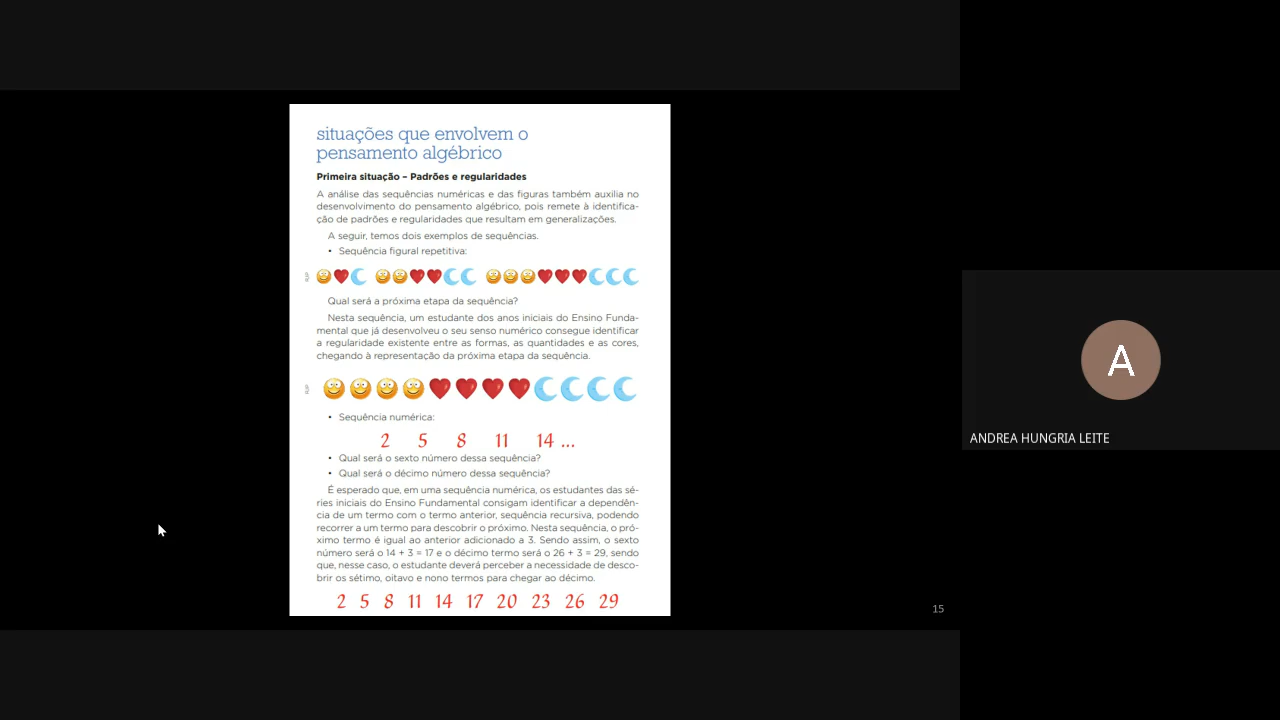 situações que envolvem o
pensamento algébrico
Primeira situação – Padrões e regularidades
A análise das sequências numéricas e das figuras também auxilia no
desenvolvimento do pensamento algébrico, pois remete à identifica-
ção de padrões e regularidades que resultam em generalizações.
A seguir, temos dois exemplos de sequências.
• Sequência figural repetitiva:
Qual será a próxima etapa da sequência?
Nesta sequência, um estudante dos anos iniciais do Ensino Funda-
mental que já desenvolveu o seu senso numérico consegue identificar
a regularidade existente entre as formas, as quantidades e as cores,
chegando à representação da próxima etapa da sequência.
• Sequência numérica:
2 5 8 11 14 ...
• Qual será o sexto número dessa sequência?
• Qual será o décimo número dessa sequência?
É esperado que, em uma sequência numérica, os estudantes das sé-
ries iniciais do Ensino Fundamental consigam identificar a dependên-
cia de um termo com o termo anterior, sequência recursiva, podendo
recorrer a um termo para descobrir o próximo. Nesta sequência, o pró-
ximo termo é igual ao anterior adicionado a 3. Sendo assim, o sexto
número será o 14 + 3 = 17 e o décimo termo será o 26 + 3 = 29, sendo
que, nesse caso, o estudante deverá perceber a necessidade de desco-
brir os sétimo, oitavo e nono termos para chegar ao décimo.
2 5 8 11 14 17 20 23 26 29
15
A
ANDREA HUNGRIA LEITE